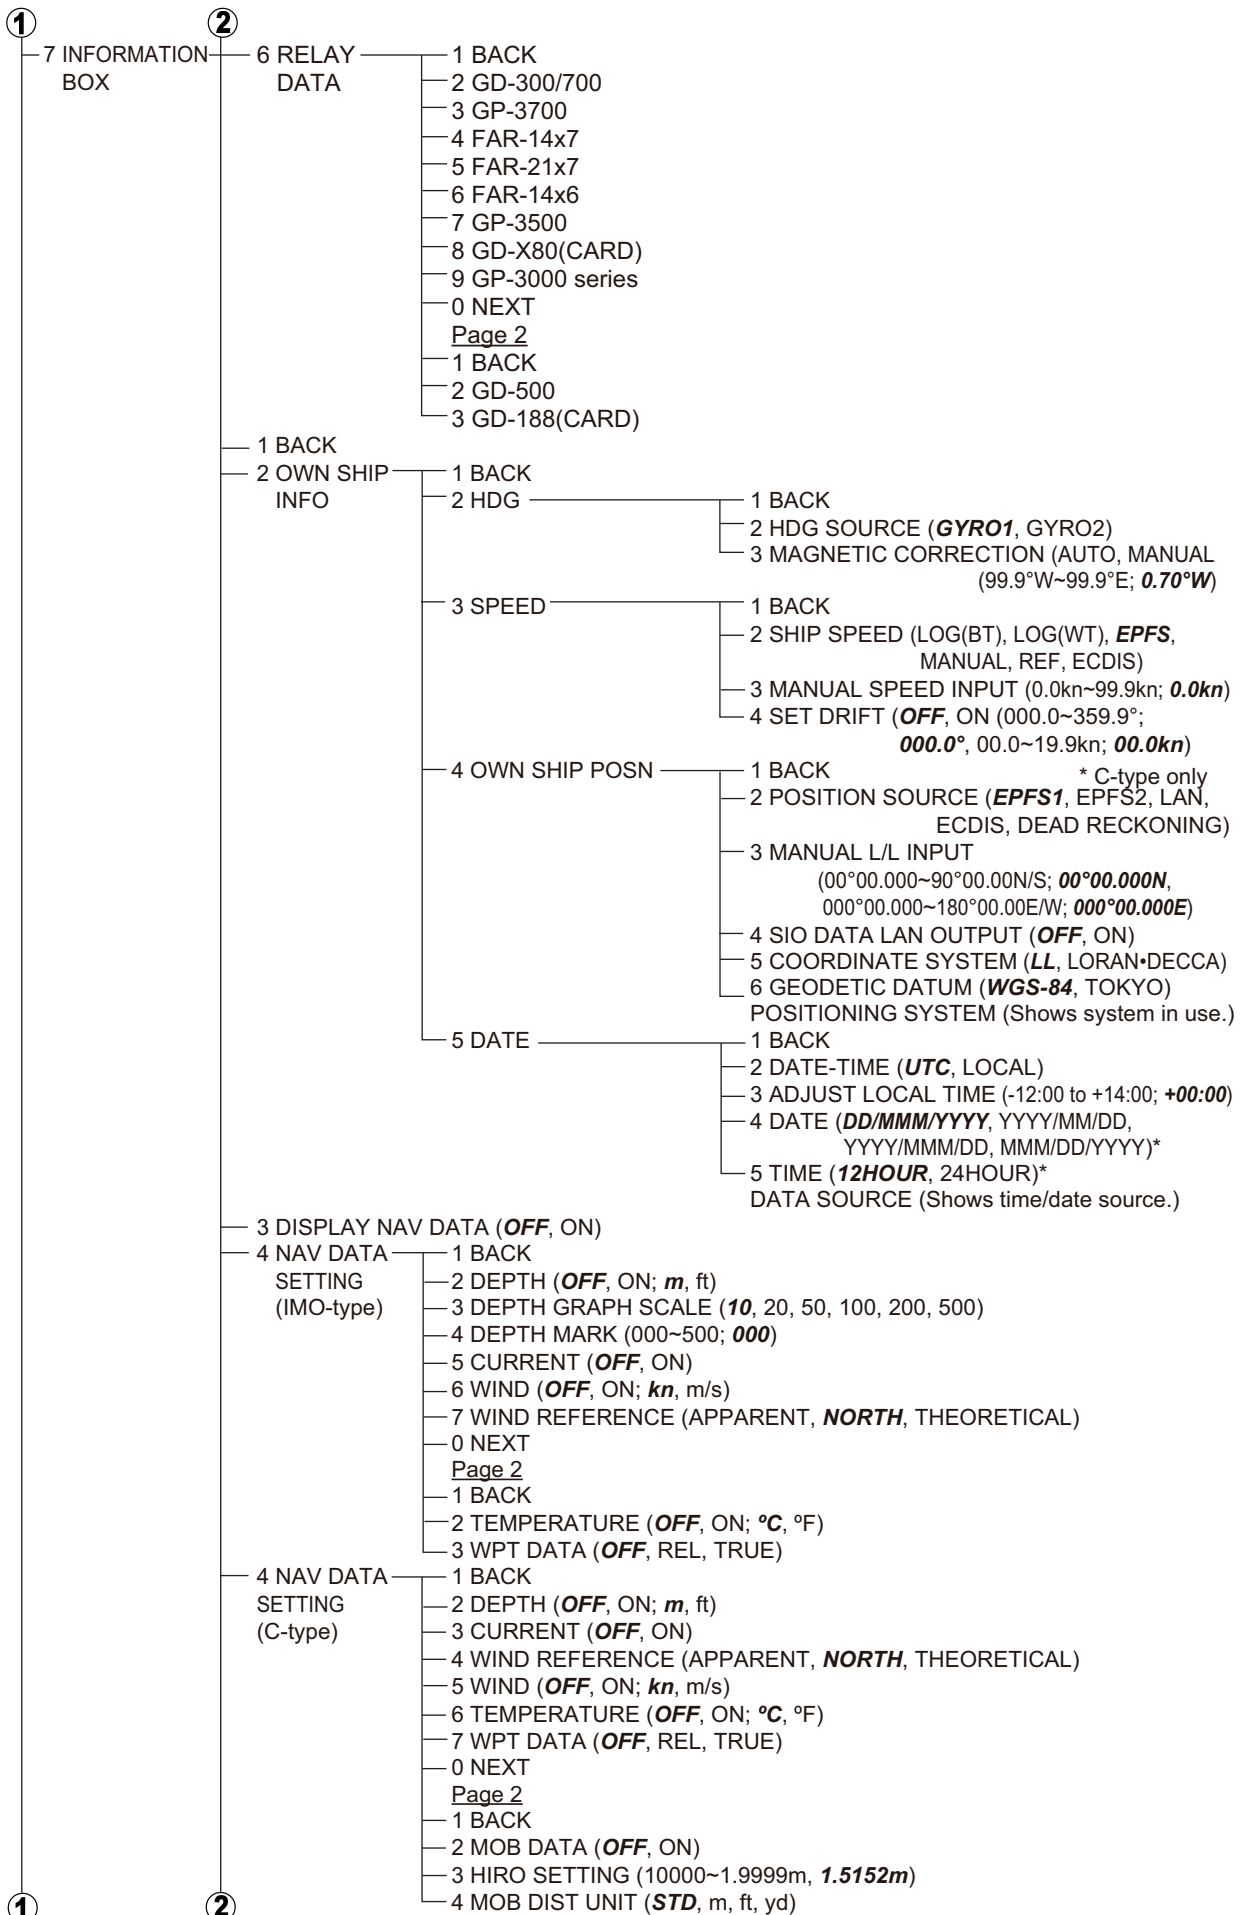 1 2
7 INFORMATION
BOX
6 RELAY
DATA
1 BACK
2 GD-300/700
3 GP-3700
4 FAR-14x7
5 FAR-21x7
6 FAR-14x6
7 GP-3500
8 GD-X80(CARD)
9 GP-3000 series
0 NEXT
Page 2
1 BACK
2 GD-500
3 GD-188(CARD)
1 BACK
2 OWN SHIP
INFO
1 BACK
2 HDG
1 BACK
2 HDG SOURCE (GYRO1, GYRO2)
3 MAGNETIC CORRECTION (AUTO, MANUAL
(99.9°W~99.9°E; 0.70°W)
3 SPEED
1 BACK
2 SHIP SPEED (LOG(BT), LOG(WT), EPFS,
MANUAL, REF, ECDIS)
3 MANUAL SPEED INPUT (0.0kn~99.9kn; 0.0kn)
4 SET DRIFT (OFF, ON (000.0~359.9°;
000.0°, 00.0~19.9kn; 00.0kn)
4 OWN SHIP POSN
1 BACK
* C-type only
2 POSITION SOURCE (EPFS1, EPFS2, LAN,
ECDIS, DEAD RECKONING)
3 MANUAL L/L INPUT
(00°00.000~90°00.00N/S; 00°00.000N,
000°00.000~180°00.00E/W; 000°00.000E)
4 SIO DATA LAN OUTPUT (OFF, ON)
5 COORDINATE SYSTEM (LL, LORAN•DECCA)
6 GEODETIC DATUM (WGS-84, TOKYO)
POSITIONING SYSTEM (Shows system in use.)
5 DATE
1 BACK
2 DATE-TIME (UTC, LOCAL)
3 ADJUST LOCAL TIME (-12:00 to +14:00; +00:00)
4 DATE (DD/MMM/YYYY, YYYY/MM/DD,
YYYY/MMM/DD, MMM/DD/YYYY)*
5 TIME (12HOUR, 24HOUR)*
DATA SOURCE (Shows time/date source.)
3 DISPLAY NAV DATA (OFF, ON)
4 NAV DATA
SETTING
(IMO-type)
1 BACK
2 DEPTH (OFF, ON; m, ft)
3 DEPTH GRAPH SCALE (10, 20, 50, 100, 200, 500)
4 DEPTH MARK (000~500; 000)
5 CURRENT (OFF, ON)
6 WIND (OFF, ON; kn, m/s)
7 WIND REFERENCE (APPARENT, NORTH, THEORETICAL)
0 NEXT
Page 2
1 BACK
2 TEMPERATURE (OFF, ON; ºC, ºF)
3 WPT DATA (OFF, REL, TRUE)
4 NAV DATA
SETTING
(C-type)
1 BACK
2 DEPTH (OFF, ON; m, ft)
3 CURRENT (OFF, ON)
4 WIND REFERENCE (APPARENT, NORTH, THEORETICAL)
5 WIND (OFF, ON; kn, m/s)
6 TEMPERATURE (OFF, ON; ºC, ºF)
7 WPT DATA (OFF, REL, TRUE)
0 NEXT
Page 2
1 BACK
2 MOB DATA (OFF, ON)
3 HIRO SETTING (10000~1.9999m, 1.5152m)
4 MOB DIST UNIT (STD, m, ft, yd)
1 2